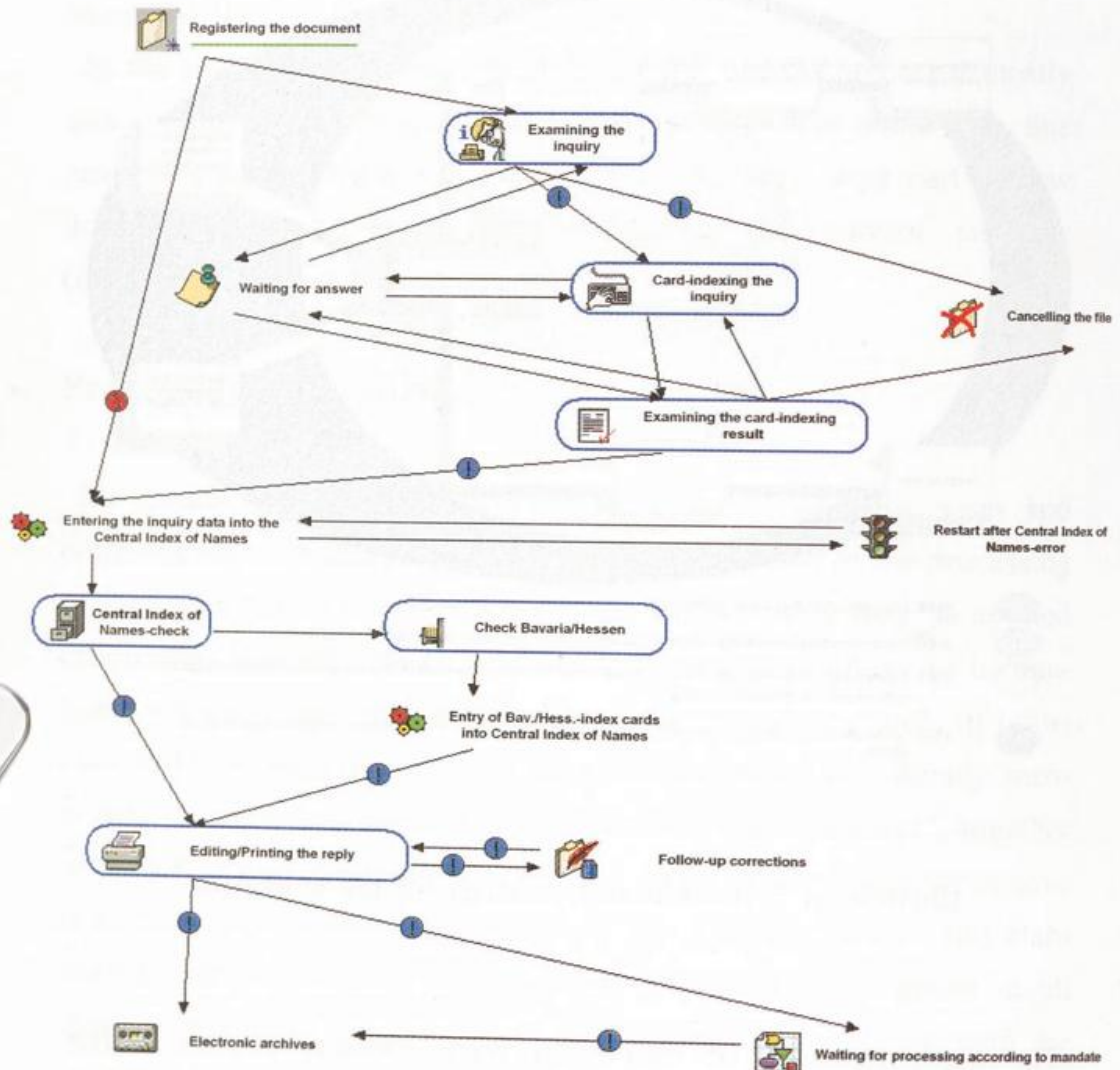 Registering the document
Examining the
inquiry
Waiting for answer
Card-indexing the
inquiry
Cancelling the file
Examining the card-indexing
result
Entering the inquiry data into the
Central Index of Names
Restart after Central Index of
Names-error
Central Index of
Names-check
Check Bavaria/Hessen
Entry of Bav./Hess.-index cards
into Central Index of Names
Editing/Printing the reply
Follow-up corrections
Electronic archives
Waiting for processing according to mandate